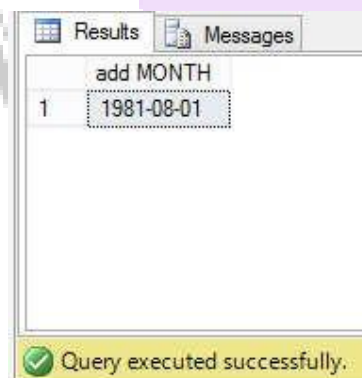 Results Messages
add MONTH
1 1981-08-01
Query executed successfully.